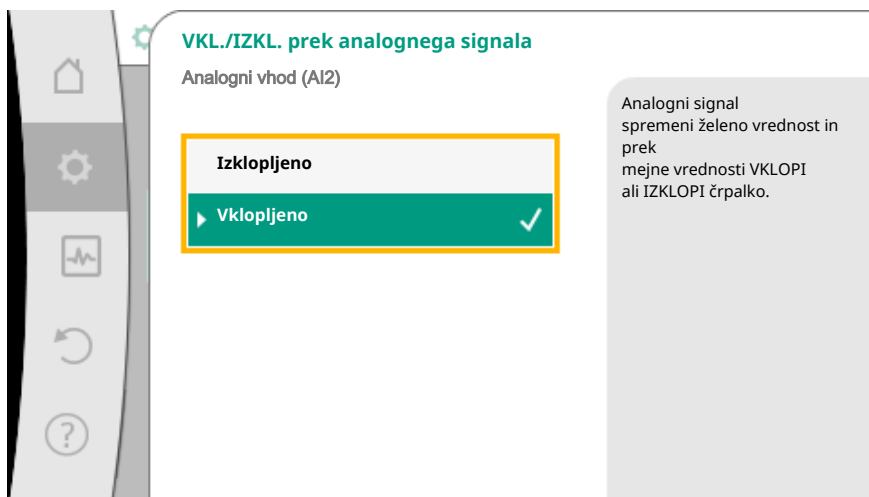 VKL./IZKL. prek analognega signala
Analogni vhod (AI2)
Izklopljeno
Vklopljeno
Analogni signal
spremeni želeno vrednost in
prek
mejne vrednosti VKLOPI
ali IZKLOPI črpalko.
?